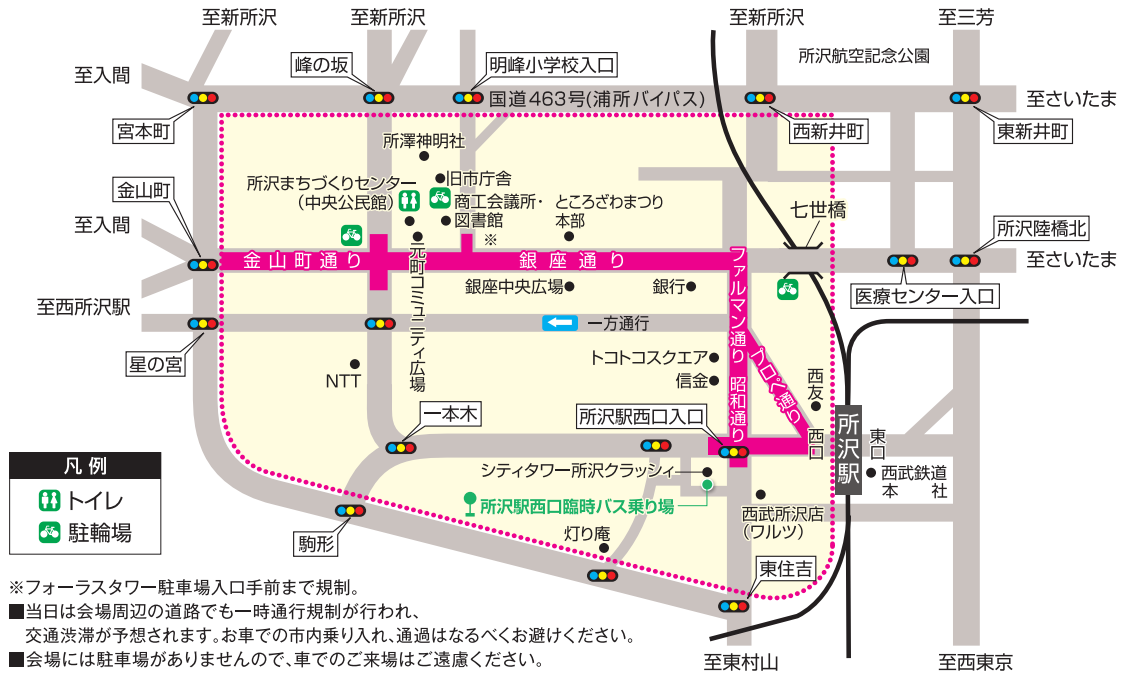 至新所沢
至新所沢
至新所沢
至三芳
所沢航空記念公園
至入間
峰の坂
明峰小学校入口
国道463号(浦所バイパス)
至さいたま
宮本町
西新井町
東新井町
所澤神明社
旧市庁舎
所沢まちづくりセンター
(中央公民館)
商工会議所・
図書館
※
ところざわまつり
本部
金山町
至入間
七世橋
所沢陸橋北
金山町通り
銀座通り
至さいたま
ファルマン通り
元町コミュニティ広場
銀座中央広場
銀行
医療センター入口
至西所沢駅
一方通行
星の宮
NTT
トコトコスクエア
信金
昭和通り
プロペ通り
西友
一本木
所沢駅西口入口
西口
所沢駅
東口
西武鉄道
本社
シティタワー所沢クラッシィ
所沢駅西口臨時バス乗り場
西武所沢店
(ワルツ)
灯り庵
駒形
東住吉
至東村山
至西東京
凡例
トイレ
駐輪場
※フォーラスタワー駐車場入口手前まで規制。
■当日は会場周辺の道路でも一時通行規制が行われ、
交通渋滞が予想されます。お車での市内乗り入れ、通過はなるべくお避けください。
■会場には駐車場がありませんので、車でのご来場はご遠慮ください。